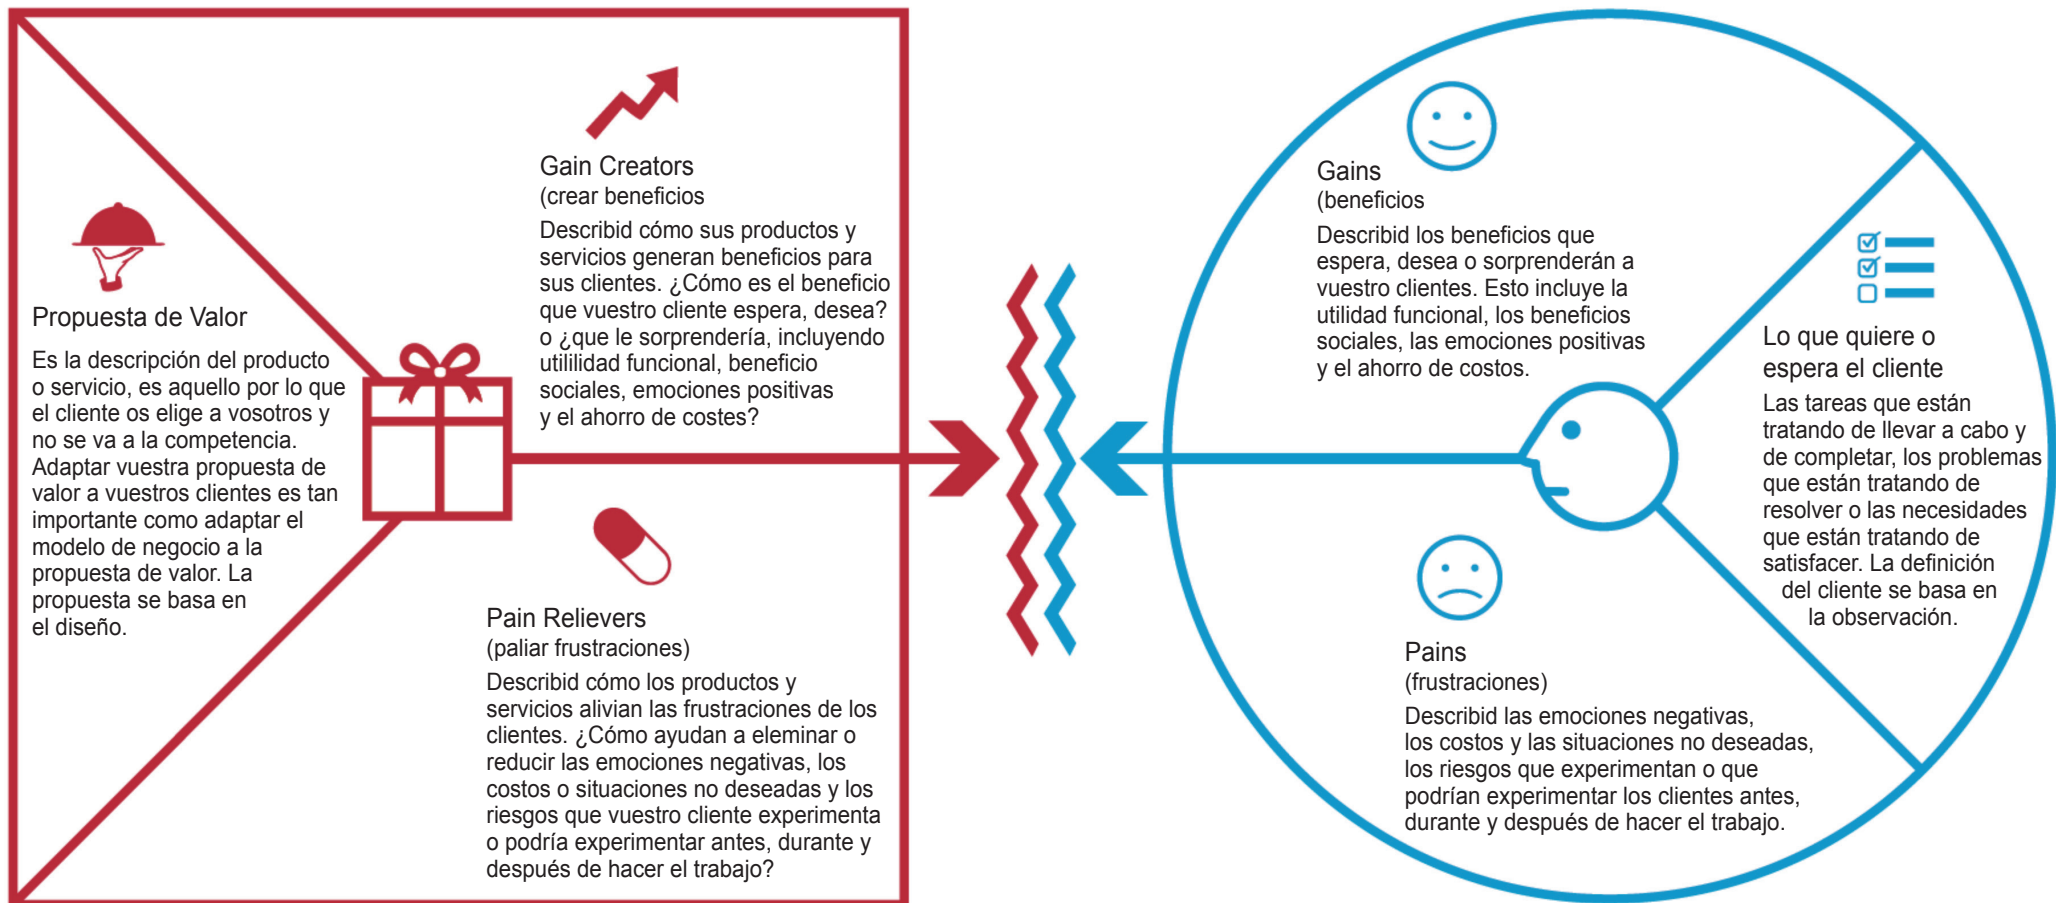 Propuesta de Valor
Es la descripción del producto
o servicio, es aquello por lo que
el cliente os elige a vosotros y
no se va a la competencia.
Adaptar vuestra propuesta de
valor a vuestros clientes es tan
importante como adaptar el
modelo de negocio a la
propuesta de valor. La
propuesta se basa en
el diseño.
Gain Creators
(crear beneficios
Describid cómo sus productos y
servicios generan beneficios para
sus clientes. ¿Cómo es el beneficio
que vuestro cliente espera, desea?
o ¿que le sorprendería, incluyendo
utililidad funcional, beneficio
sociales, emociones positivas
y el ahorro de costes?
Pain Relievers
(paliar frustraciones)
Describid cómo los productos y
servicios alivian las frustraciones de los
clientes. ¿Cómo ayudan a eleminar o
reducir las emociones negativas, los
costos o situaciones no deseadas y los
riesgos que vuestro cliente experimenta
o podría experimentar antes, durante y
después de hacer el trabajo?
Gains
(beneficios
Describid los beneficios que
espera, desea o sorprenderán a
vuestro clientes. Esto incluye la
utilidad funcional, los beneficios
sociales, las emociones positivas
y el ahorro de costos.
Pains
(frustraciones)
Describid las emociones negativas,
los costos y las situaciones no deseadas,
los riesgos que experimentan o que
podrían experimentar los clientes antes,
durante y después de hacer el trabajo.
Lo que quiere o
espera el cliente
Las tareas que están
tratando de llevar a cabo y
de completar, los problemas
que están tratando de
resolver o las necesidades
que están tratando de
satisfacer. La definición
del cliente se basa en
la observación.